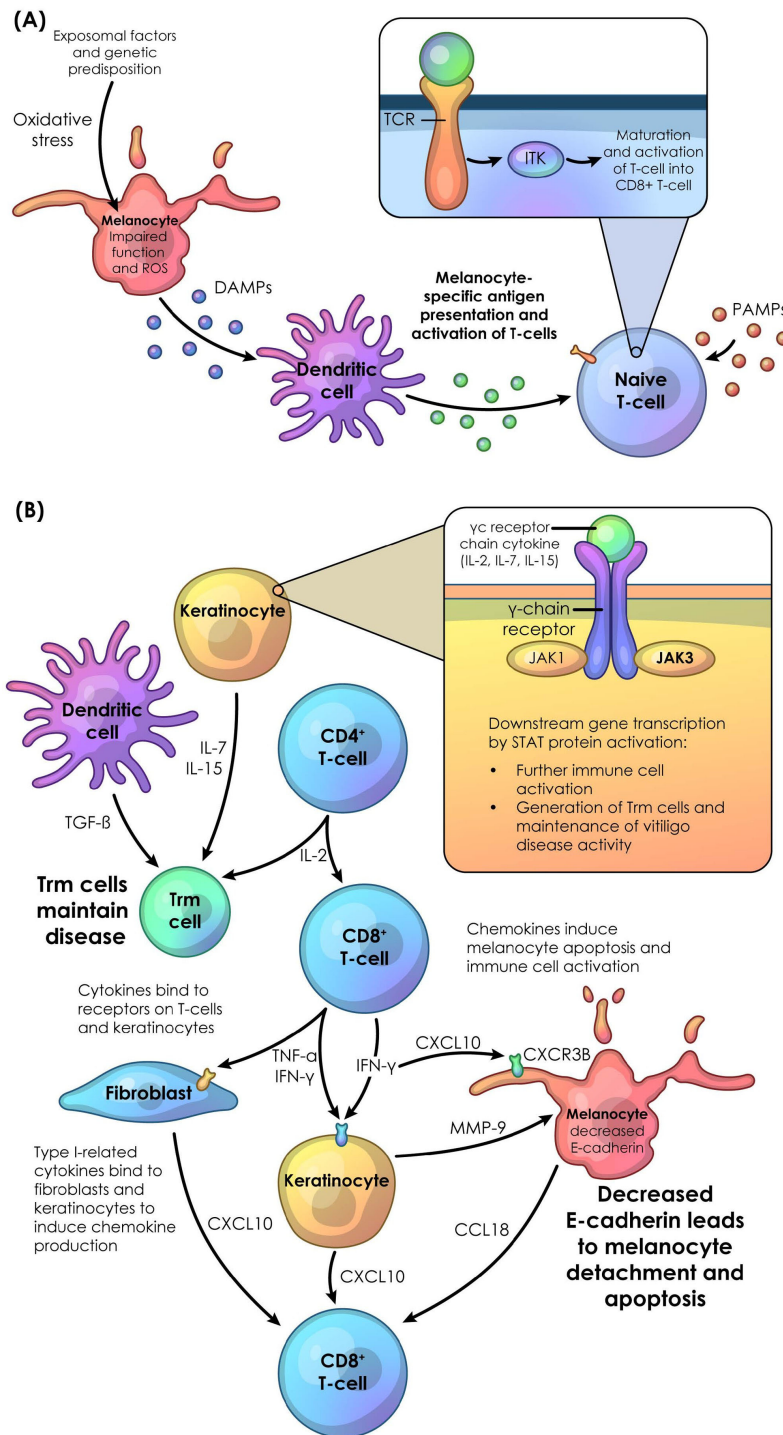 (A)
Exposomal factors
and genetic
predisposition
Oxidative
stress
Melanocyte
Impaired
function
and ROS
DAMPs
Dendritic
cell
Melanocyte-
specific antigen
presentation and
activation of T-cells
TCR
ITK
Maturation
and activation
of T-cell into
CD8+ T-cell
PAMPs
Naive
T-cell
(B)
Keratinocyte
Dendritic
cell
IL-7
IL-15
CD4⁺
T-cell
TGF-ß
IL-2
Trm cells
maintain
disease
Trm
cell
CD8⁺
T-cell
γc receptor
chain cytokine
(IL-2, IL-7, IL-15)
γ-chain
receptor
JAK1
JAK3
Downstream gene transcription
by STAT protein activation:
• Further immune cell
activation
• Generation of Trm cells and
maintenance of vitiligo
disease activity
Chemokines induce
melanocyte apoptosis and
immune cell activation
Cytokines bind to
receptors on T-cells
and keratinocytes
Fibroblast
TNF-α
IFN-γ
IFN-γ
CXCL10
CXCR3B
Melanocyte
decreased
E-cadherin
MMP-9
Keratinocyte
Type I-related
cytokines bind to
fibroblasts and
keratinocytes to
induce chemokine
production
CXCL10
CXCL10
CCL18
Decreased
E-cadherin leads
to melanocyte
detachment and
apoptosis
CD8⁺
T-cell